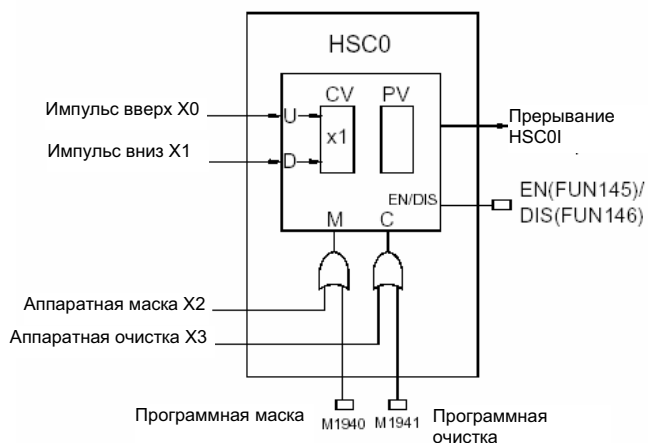 HSC0
CV PV
Импульс вверх X0
U
x1
Прерывание
HSC0I
Импульс вниз X1
D
EN/DIS
EN(FUN145)/
DIS(FUN146)
M C
Аппаратная маска X2
Аппаратная очистка X3
Программная маска
M1940
M1941
Программная
очистка